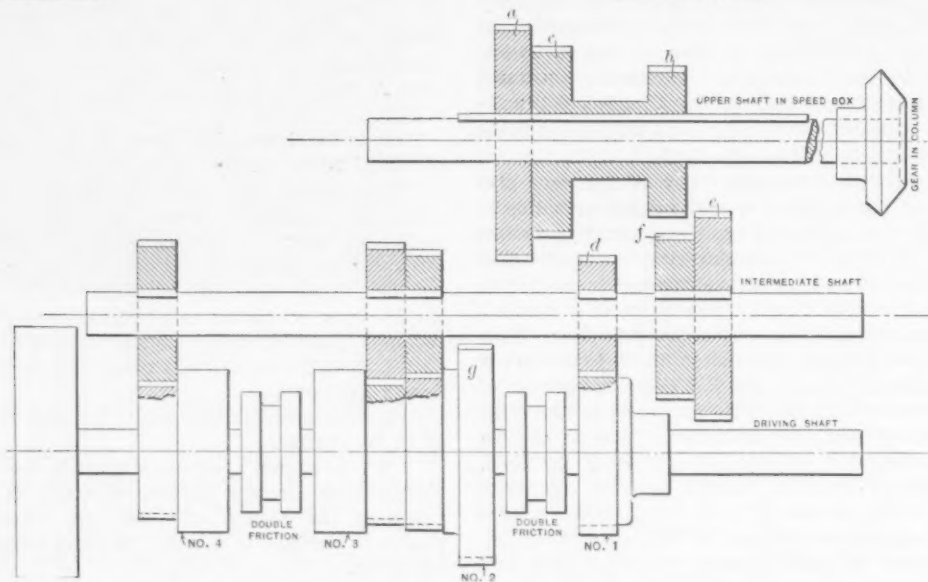 a
c
h
UPPER SHAFT IN SPEED BOX
GEAR IN COLUMN
e
f
d
INTERMEDIATE SHAFT
g
DRIVING SHAFT
NO. 4
DOUBLE
FRICTION
NO. 3
DOUBLE
FRICTION
NO. 1
NO. 2